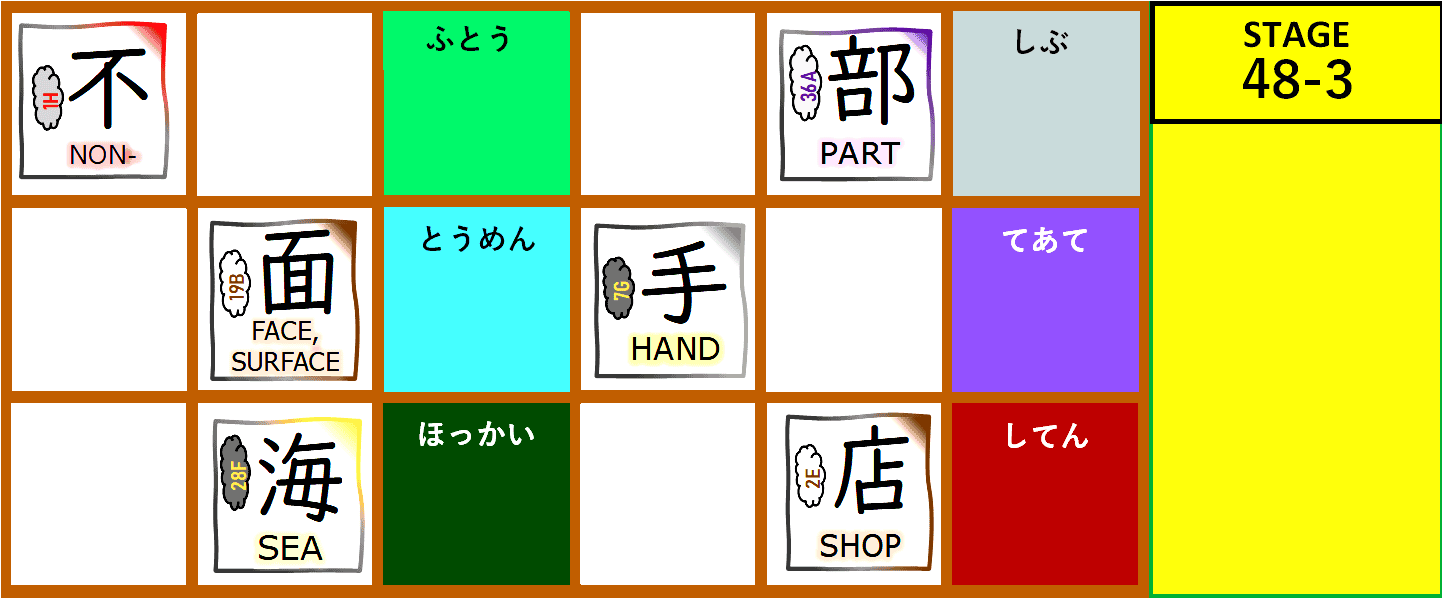 不
1H
NON-
ふとう
部
36A
PART
しぶ
STAGE
48-3
面
19B
FACE,
SURFACE
とうめん
手
7G
HAND
てあて
海
28F
SEA
ほっかい
店
2E
SHOP
してん